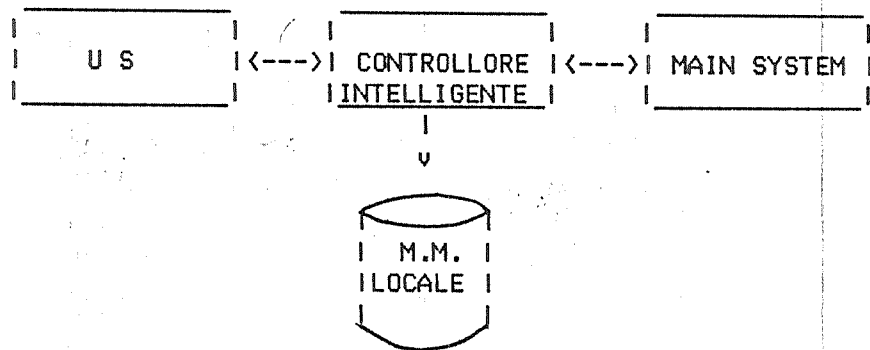 U S <---> CONTROLLORE <---> MAIN SYSTEM
INTELLIGENTE
v
M.M.
LOCALE